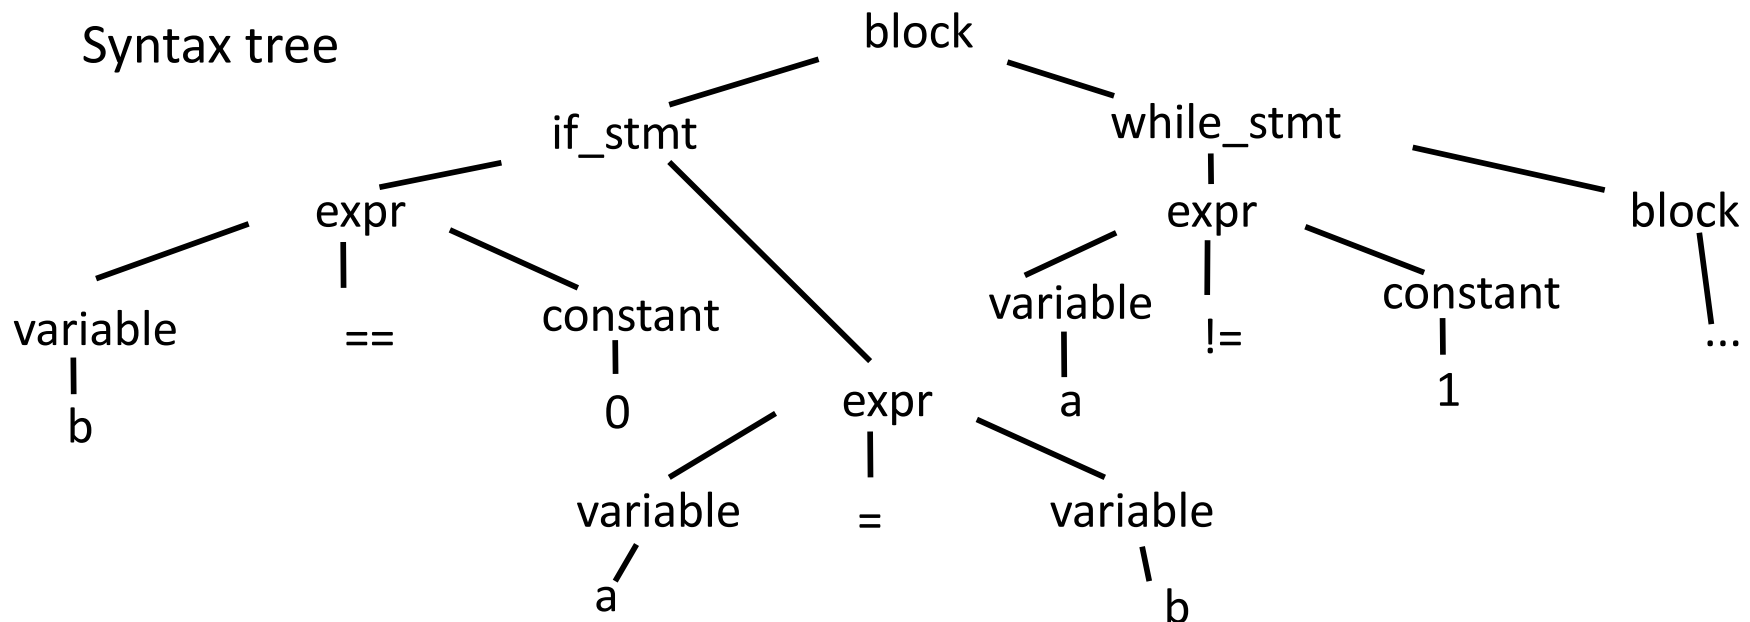 Syntax tree
block
if_stmt
while_stmt
expr
expr
block
variable
==
constant
variable
!=
constant
...
b
0
expr
a
1
variable
=
variable
a
b